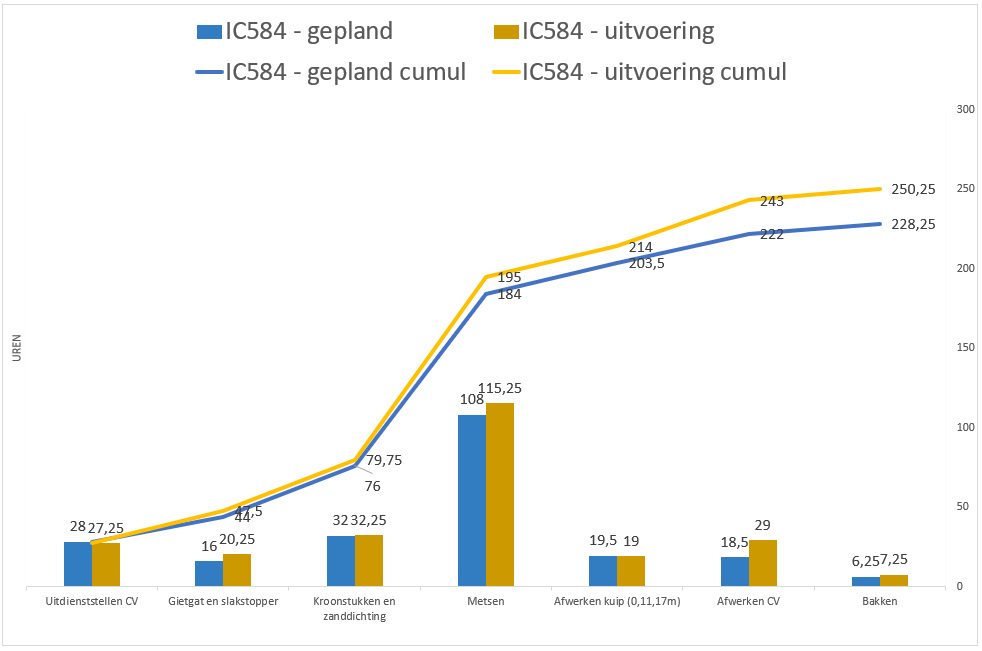 IC584 - gepland
IC584 - uitvoering
IC584 - gepland cumul
IC584 - uitvoering cumul
300
250
200
150
100
50
0
UREN
250,25
228,25
243
222
214
203,5
195
184
79,75
76
47,5
44
28
27,25
16
20,25
32
32,25
108
115,25
19,5
19
18,5
29
6,25
7,25
Uitdienststellen CV
Gietgat en slakstopper
Kroonstukken en
zanddichting
Metsen
Afwerken kuip (0,11,17m)
Afwerken CV
Bakken